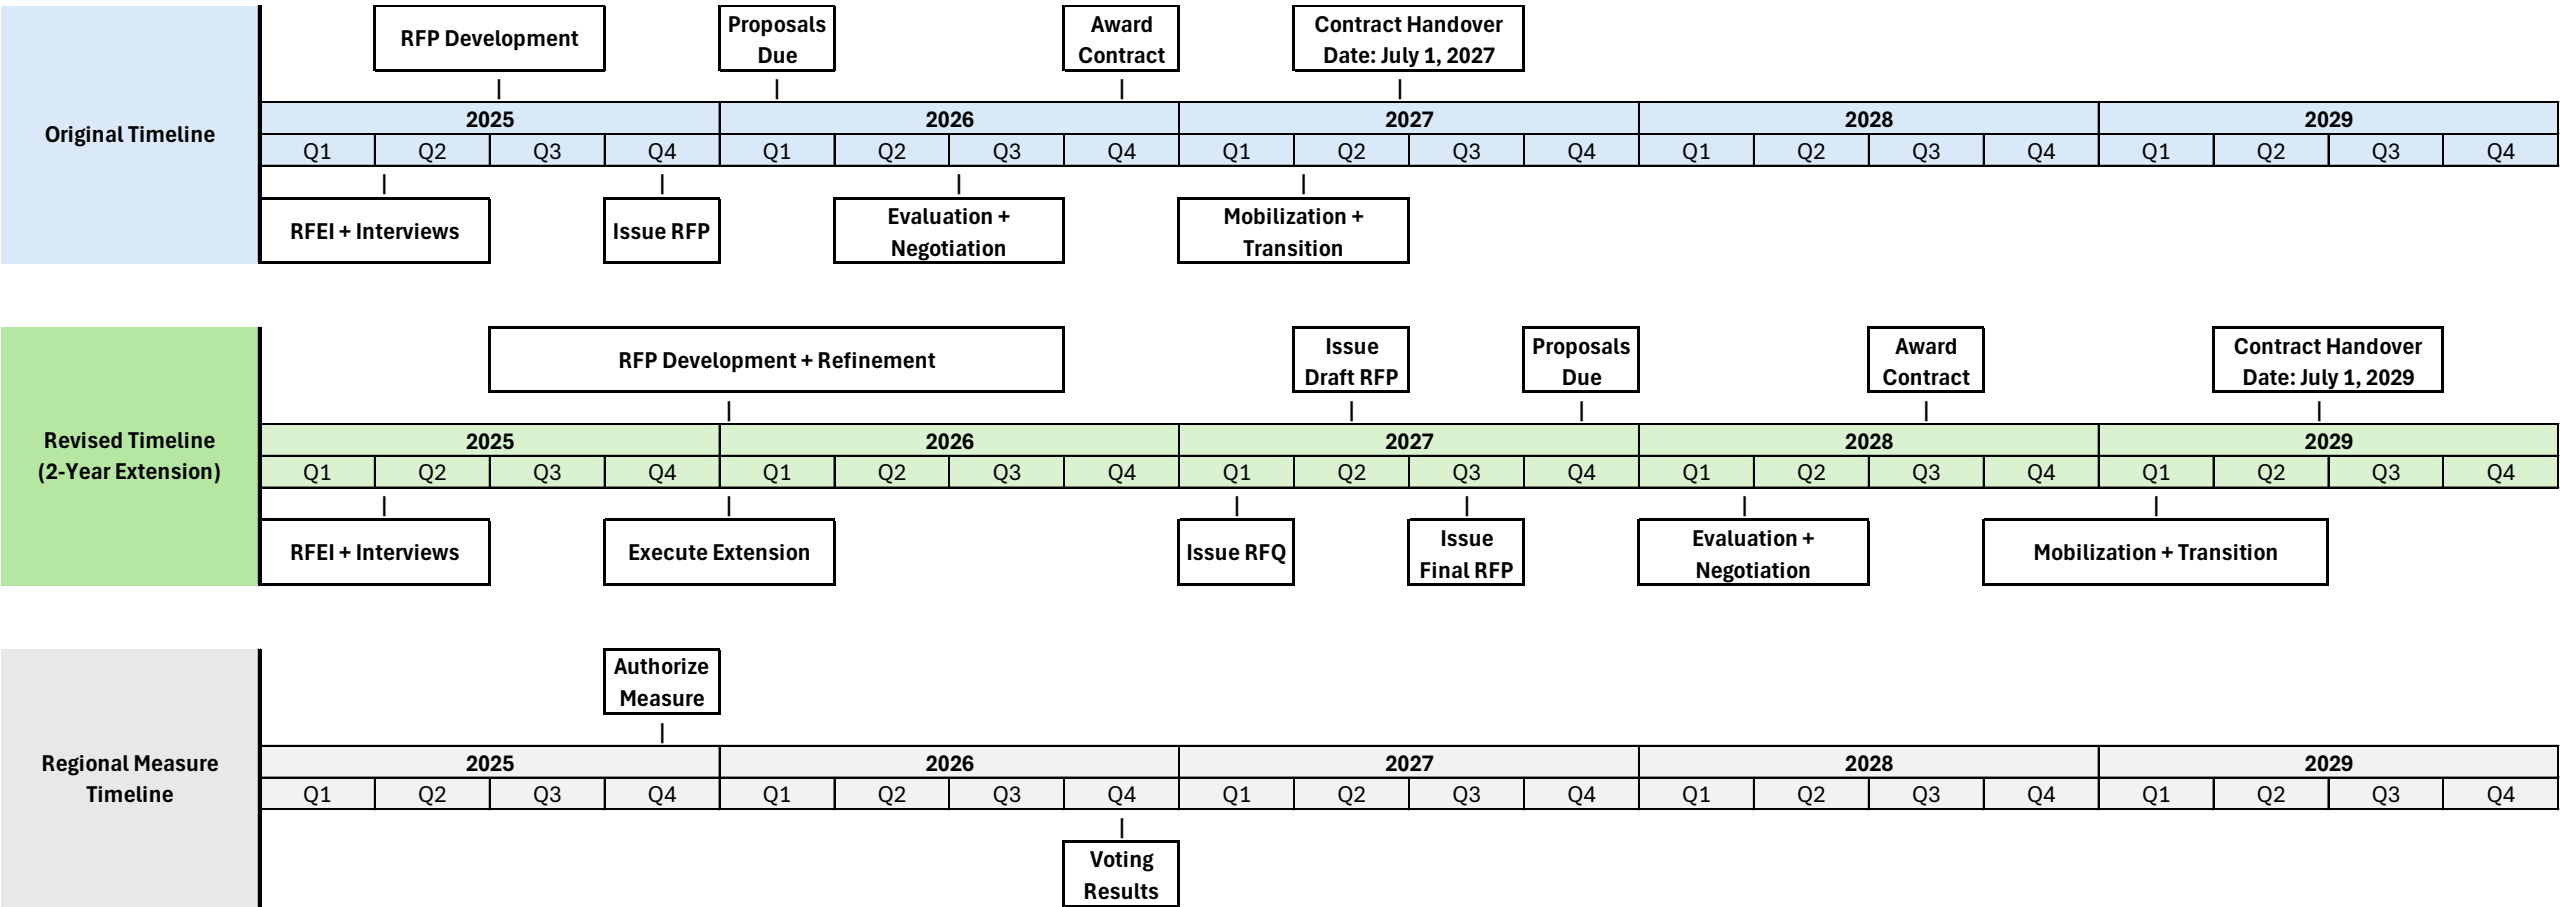 RFP Development
Proposals
Due
Award
Contract
Contract Handover
Date: July 1, 2027
Original Timeline
2025 2026 2027 2028 2029
Q1 Q2 Q3 Q4 Q1 Q2 Q3 Q4 Q1 Q2 Q3 Q4 Q1 Q2 Q3 Q4 Q1 Q2 Q3 Q4
RFEI + Interviews
Issue RFP
Evaluation +
Negotiation
Mobilization +
Transition
RFP Development + Refinement
Issue
Draft RFP
Proposals
Due
Award
Contract
Contract Handover
Date: July 1, 2029
Revised Timeline
(2-Year Extension)
2025 2026 2027 2028 2029
Q1 Q2 Q3 Q4 Q1 Q2 Q3 Q4 Q1 Q2 Q3 Q4 Q1 Q2 Q3 Q4 Q1 Q2 Q3 Q4
RFEI + Interviews
Execute Extension
Issue RFQ
Issue
Final RFP
Evaluation +
Negotiation
Mobilization + Transition
Authorize
Measure
Regional Measure
Timeline
2025 2026 2027 2028 2029
Q1 Q2 Q3 Q4 Q1 Q2 Q3 Q4 Q1 Q2 Q3 Q4 Q1 Q2 Q3 Q4 Q1 Q2 Q3 Q4
Voting
Results